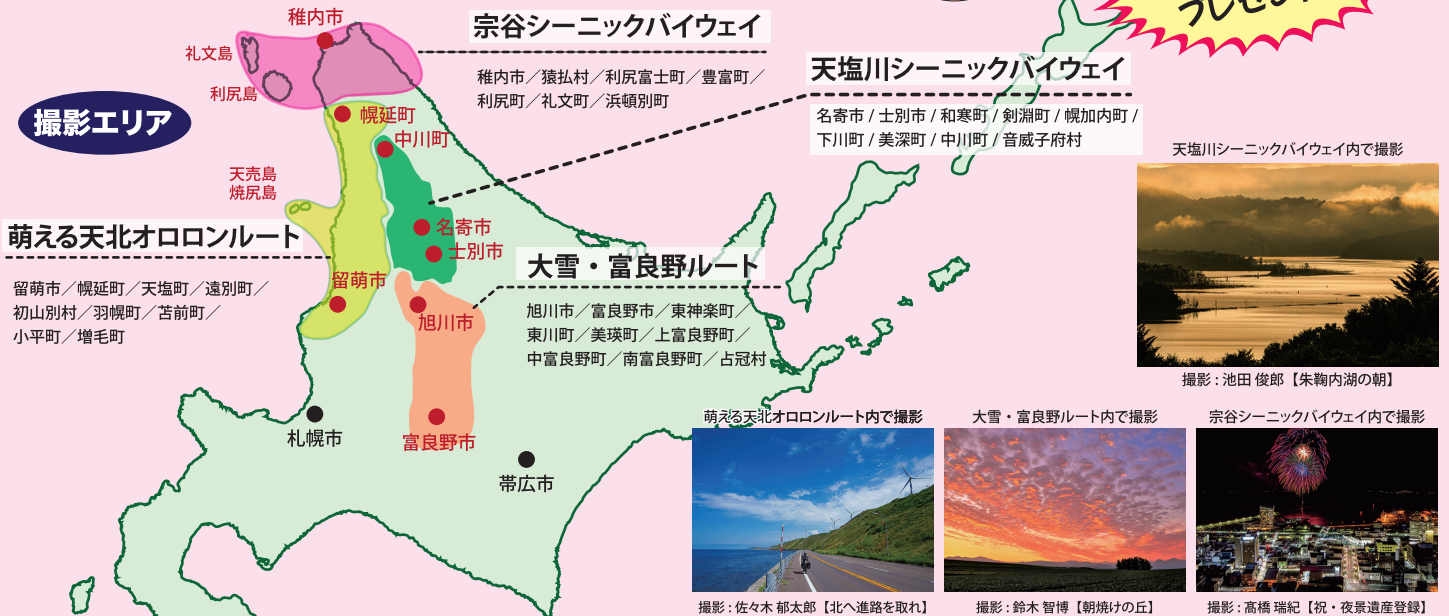 プレゼント
稚内市
礼文島
利尻島
撮影エリア
宗谷シーニックバイウェイ
稚内市／猿払村／利尻富士町／豊富町／
利尻町／礼文町／浜頓別町
天塩川シーニックバイウェイ
名寄市 / 士別市 / 和寒町 / 剣淵町 / 幌加内町 /
下川町 / 美深町 / 中川町 / 音威子府村
幌延町
中川町
天売島
焼尻島
名寄市
士別市
萌える天北オロロンルート
留萌市／幌延町／天塩町／遠別町／
初山別村／羽幌町／苫前町／
小平町／増毛町
留萌市
大雪・富良野ルート
旭川市／富良野市／東神楽町／
東川町／美瑛町／上富良野町／
中富良野町／南富良野町／占冠村
旭川市
札幌市
富良野市
帯広市
天塩川シーニックバイウェイ内で撮影
撮影 : 池田 俊郎【朱鞠内湖の朝】
萌える天北オロロンルート内で撮影
撮影 : 佐々木 郁太郎【北へ進路を取れ】
大雪・富良野ルート内で撮影
撮影 : 鈴木 智博【朝焼けの丘】
宗谷シーニックバイウェイ内で撮影
撮影 : 髙橋 瑞紀【祝・夜景遺産登録】